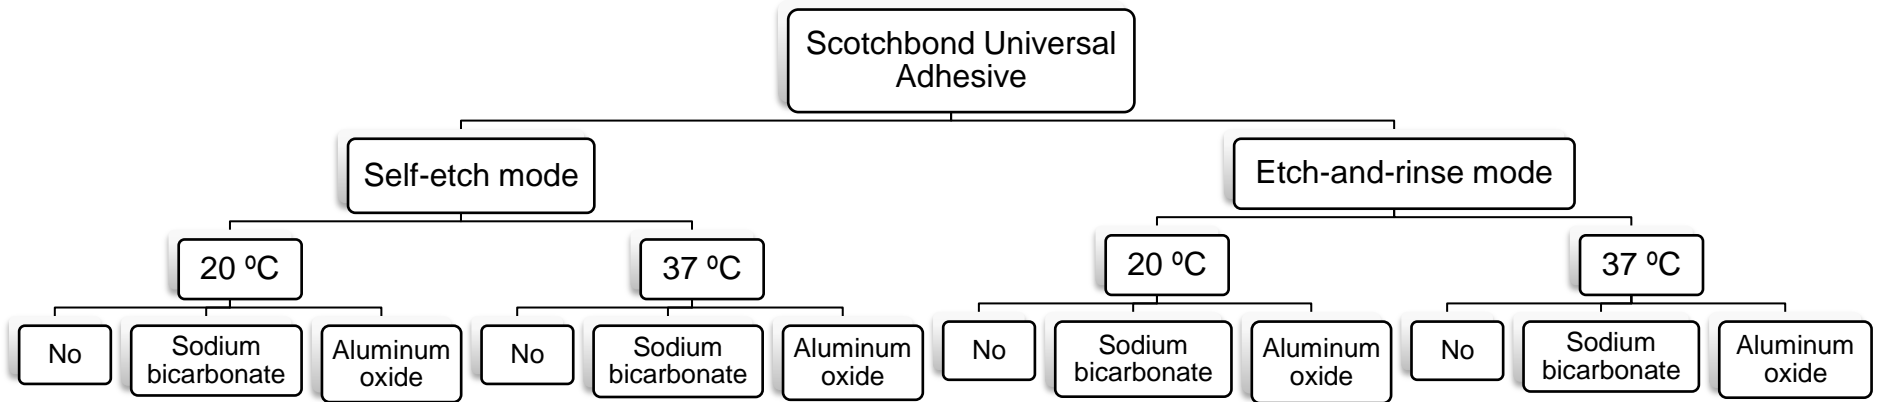 Scotchbond Universal
Adhesive
Self-etch mode
Etch-and-rinse mode
20 ºC
37 ºC
20 ºC
37 ºC
No
Sodium
bicarbonate
Aluminum
oxide
No
Sodium
bicarbonate
Aluminum
oxide
No
Sodium
bicarbonate
Aluminum
oxide
No
Sodium
bicarbonate
Aluminum
oxide